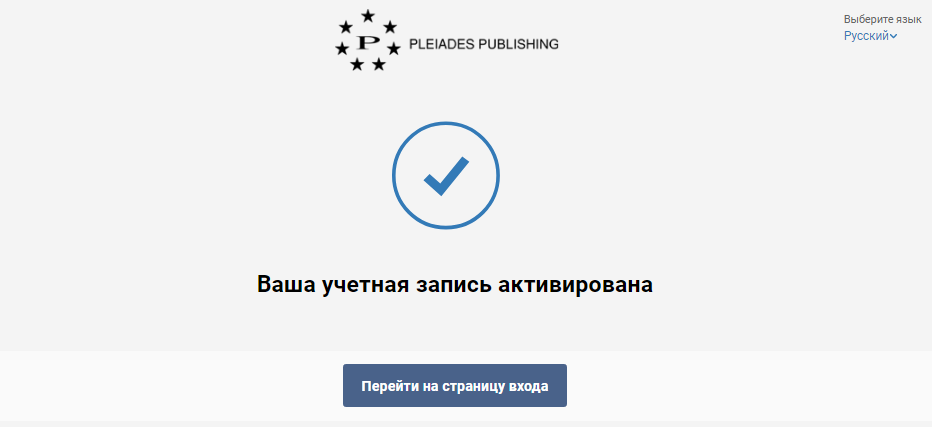 Выберите язык
Русский
P PLEIADES PUBLISHING
Ваша учетная запись активирована
Перейти на страницу входа